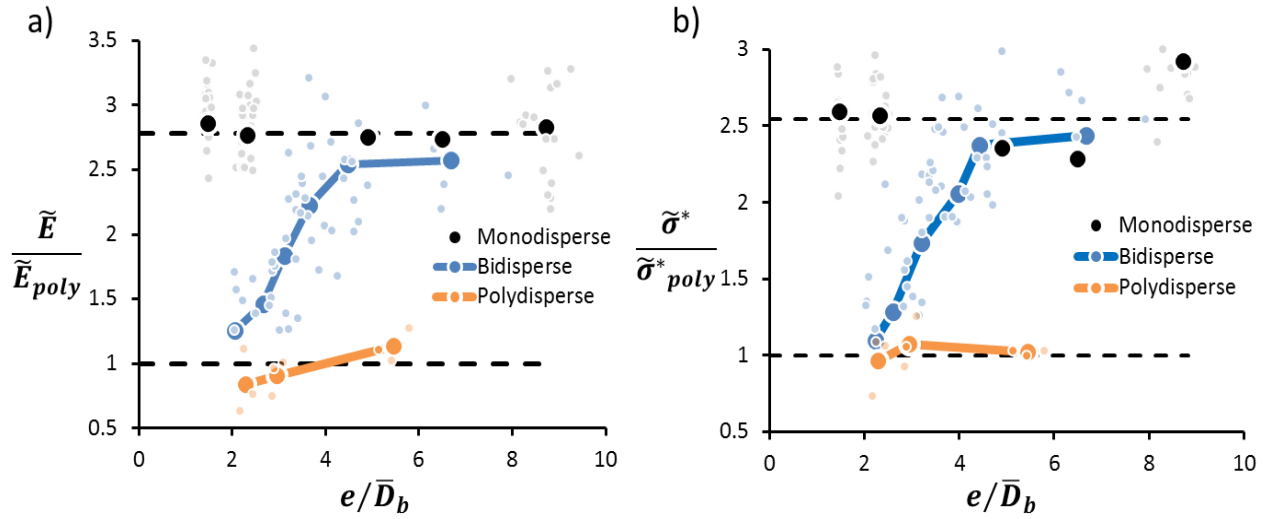 a)
3.5
3
2.5
2
1.5
1
0.5
0 2 4 6 8 10
Ẽ
Ẽ_poly
e/D̄_b
Monodisperse
Bidisperse
Polydisperse
b)
3
2.5
2
1.5
1
0.5
0 2 4 6 8 10
σ̃*
σ̃*_poly
e/D̄_b
Monodisperse
Bidisperse
Polydisperse